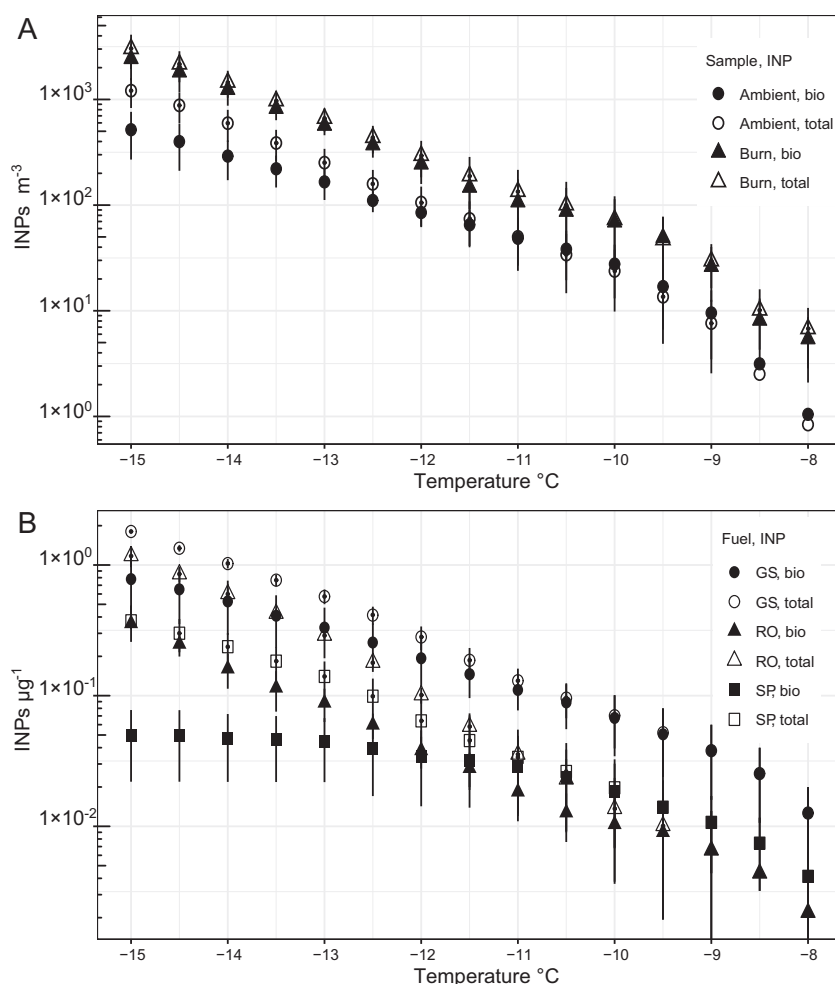 A
Sample, INP
Ambient, bio
Ambient, total
Burn, bio
Burn, total
INPs m⁻³
1×10³
1×10²
1×10¹
1×10⁰
−15 −14 −13 −12 −11 −10 −9 −8
Temperature °C
B
Fuel, INP
GS, bio
GS, total
RO, bio
RO, total
SP, bio
SP, total
INPs µg⁻¹
1×10⁰
1×10⁻¹
1×10⁻²
−15 −14 −13 −12 −11 −10 −9 −8
Temperature °C